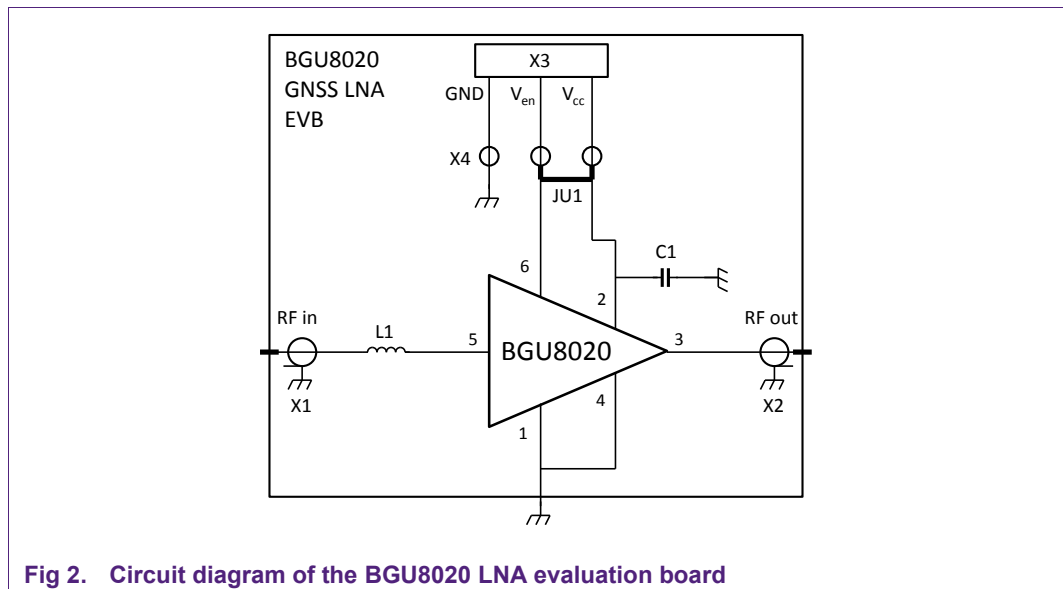 BGU8020
GNSS LNA
EVB
X3
GND
Ven
Vcc
X4
JU1
C1
6
2
RF in
L1
5
BGU8020
3
RF out
4
X1
1
X2
Fig 2. Circuit diagram of the BGU8020 LNA evaluation board